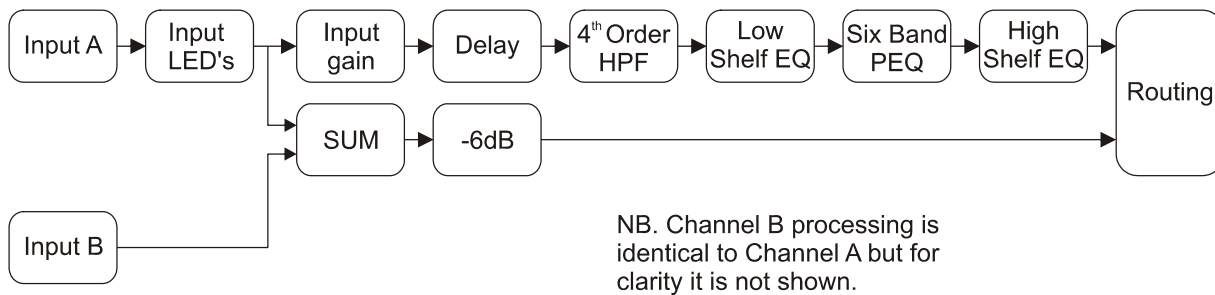 Input A
Input
LED's
Input
gain
Delay
4th Order
HPF
Low
Shelf EQ
Six Band
PEQ
High
Shelf EQ
Routing
SUM
-6dB
Input B
NB. Channel B processing is
identical to Channel A but for
clarity it is not shown.